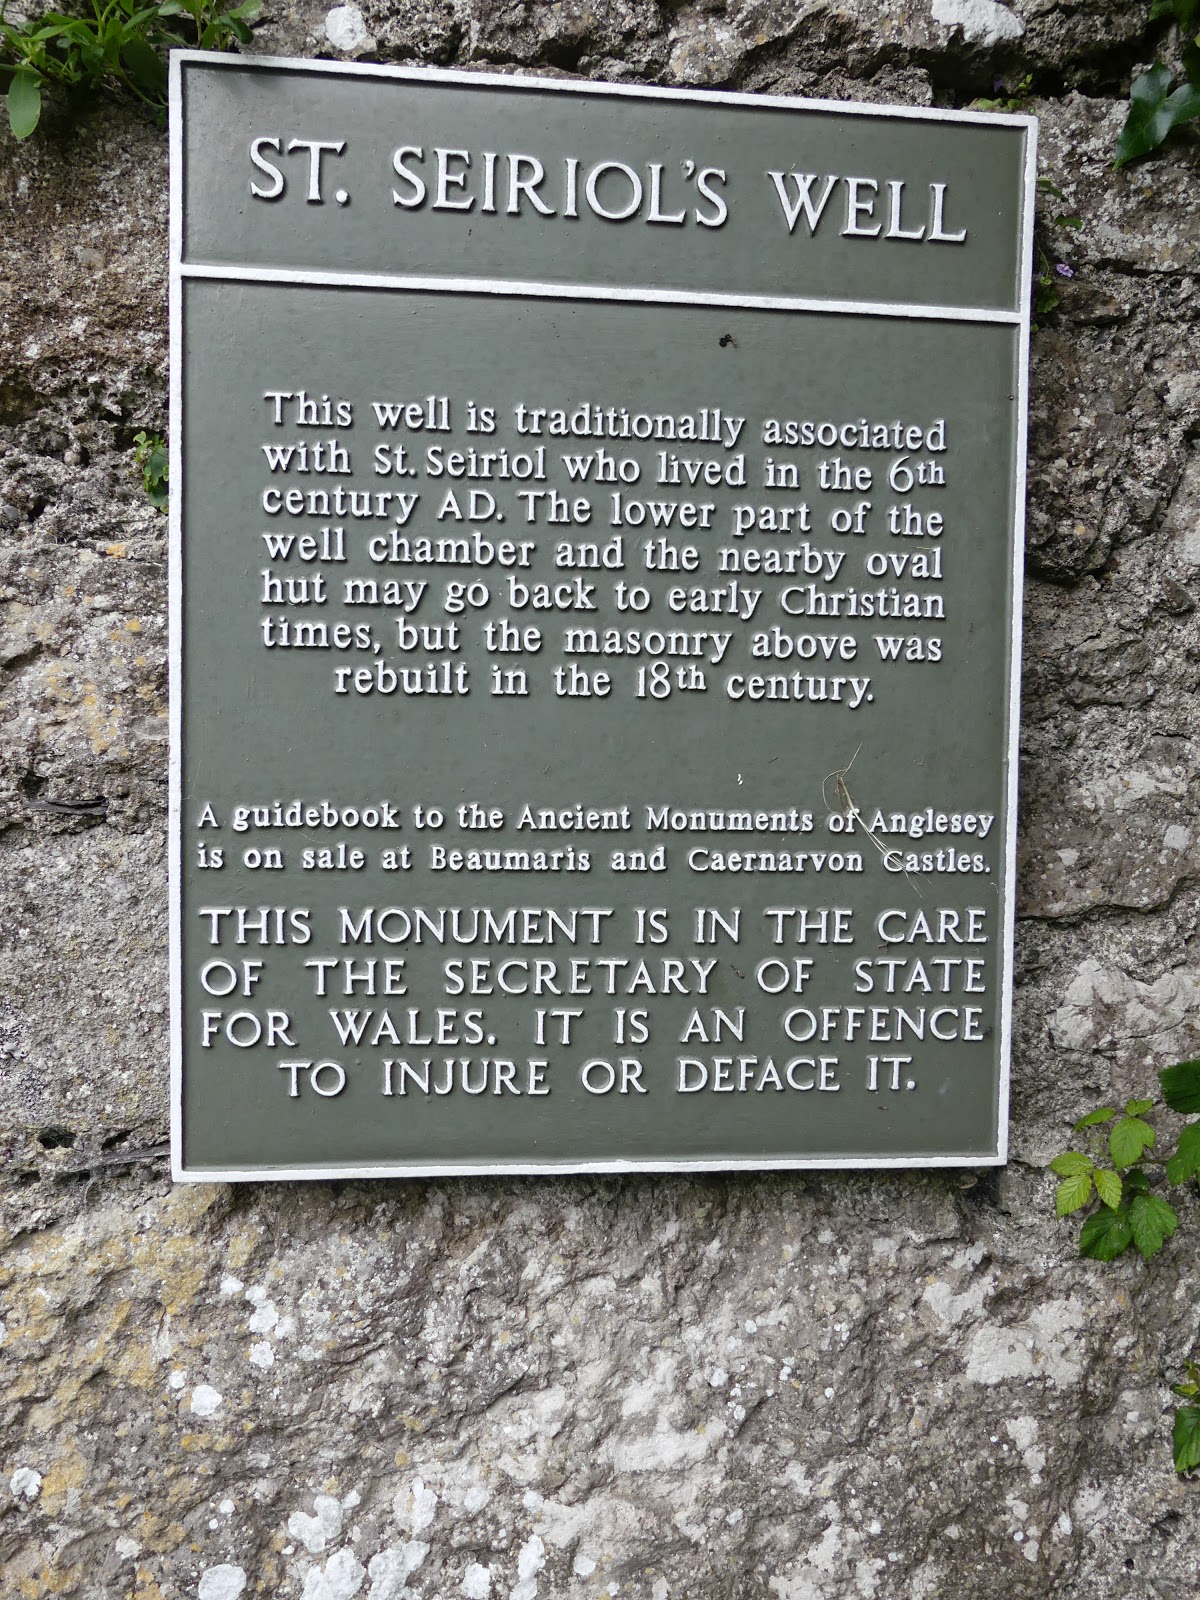 ST. SEIRIOL'S WELL
This well is traditionally associated
with St. Seiriol who lived in the 6th
century AD. The lower part of the
well chamber and the nearby oval
hut may go back to early Christian
times, but the masonry above was
rebuilt in the 18th century.
A guidebook to the Ancient Monuments of Anglesey
is on sale at Beaumaris and Caernarvon Castles.
THIS MONUMENT IS IN THE CARE
OF THE SECRETARY OF STATE
FOR WALES. IT IS AN OFFENCE
TO INJURE OR DEFACE IT.